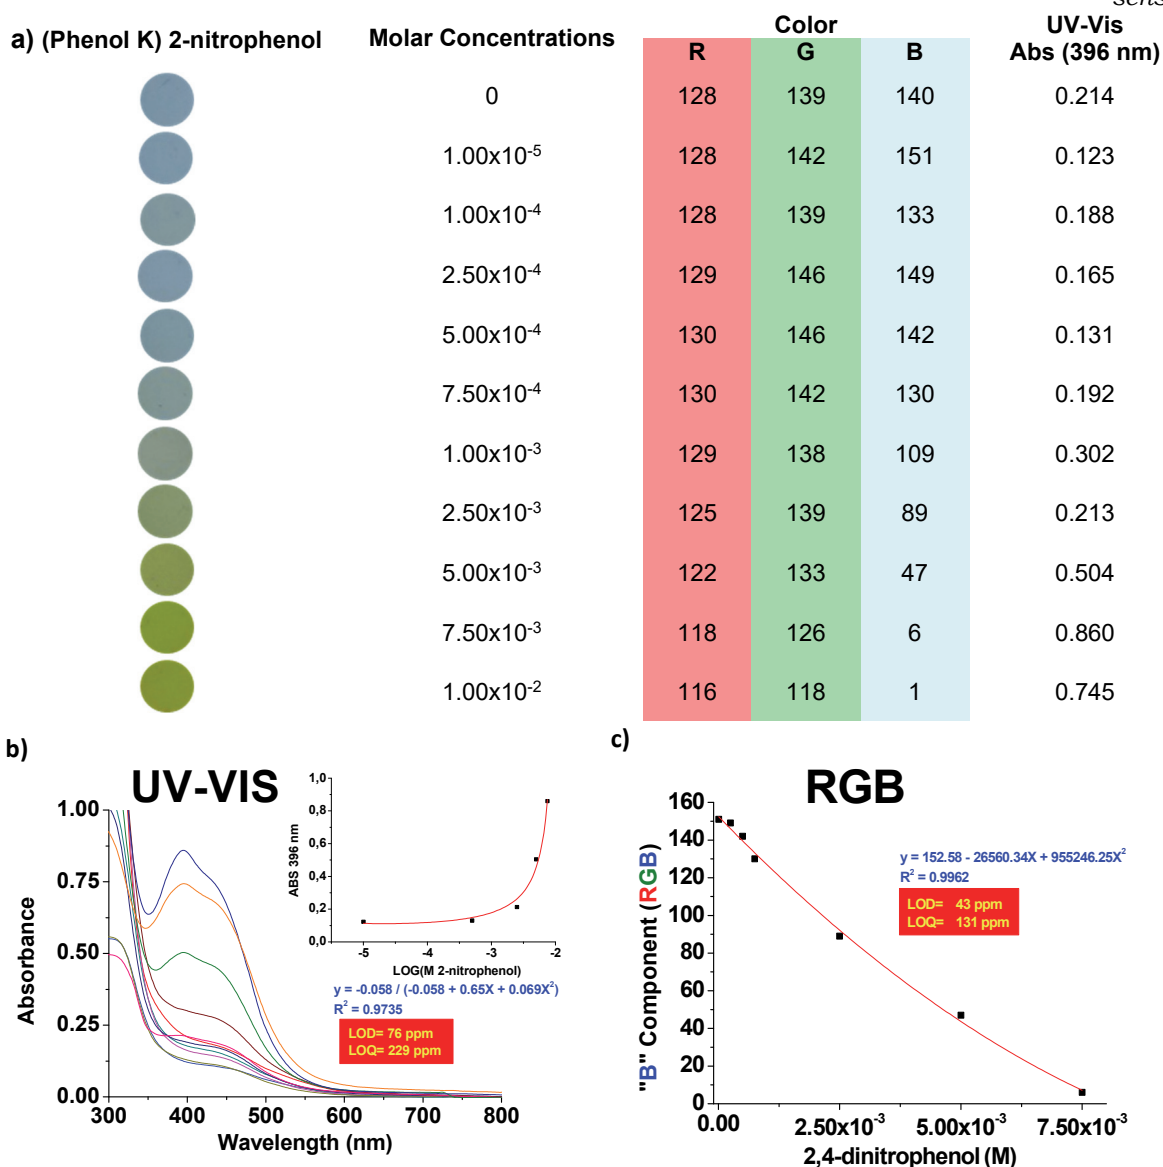 sens
a) (Phenol K) 2-nitrophenol Molar Concentrations Color UV-Vis
R G B Abs (396 nm)
0 128 139 140 0.214
1.00x10⁻⁵ 128 142 151 0.123
1.00x10⁻⁴ 128 139 133 0.188
2.50x10⁻⁴ 129 146 149 0.165
5.00x10⁻⁴ 130 146 142 0.131
7.50x10⁻⁴ 130 142 130 0.192
1.00x10⁻³ 129 138 109 0.302
2.50x10⁻³ 125 139 89 0.213
5.00x10⁻³ 122 133 47 0.504
7.50x10⁻³ 118 126 6 0.860
1.00x10⁻² 116 118 1 0.745
b)
UV-VIS
1.00
0.75
0.50
0.25
0.00
Absorbance
300 400 500 600 700 800
Wavelength (nm)
1,0
0,8
0,6
0,4
0,2
0,0
ABS 396 nm
-5 -4 -3 -2
LOG(M 2-nitrophenol)
y = -0.058 / (-0.058 + 0.65X + 0.069X²)
R² = 0.9735
LOD= 76 ppm
LOQ= 229 ppm
c)
RGB
160
140
120
100
80
60
40
20
0
"B" Component (RGB)
y = 152.58 - 26560.34X + 955246.25X²
R² = 0.9962
LOD= 43 ppm
LOQ= 131 ppm
0.00 2.50x10⁻³ 5.00x10⁻³ 7.50x10⁻³
2,4-dinitrophenol (M)